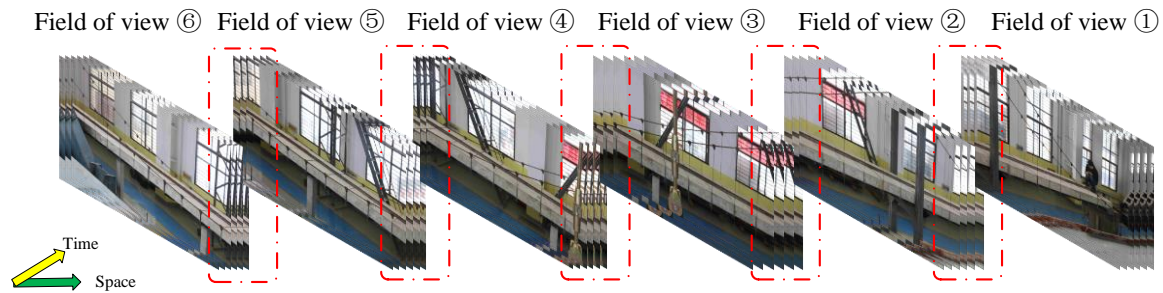 Field of view ⑥ Field of view ⑤ Field of view ④ Field of view ③ Field of view ② Field of view ①
Time
Space